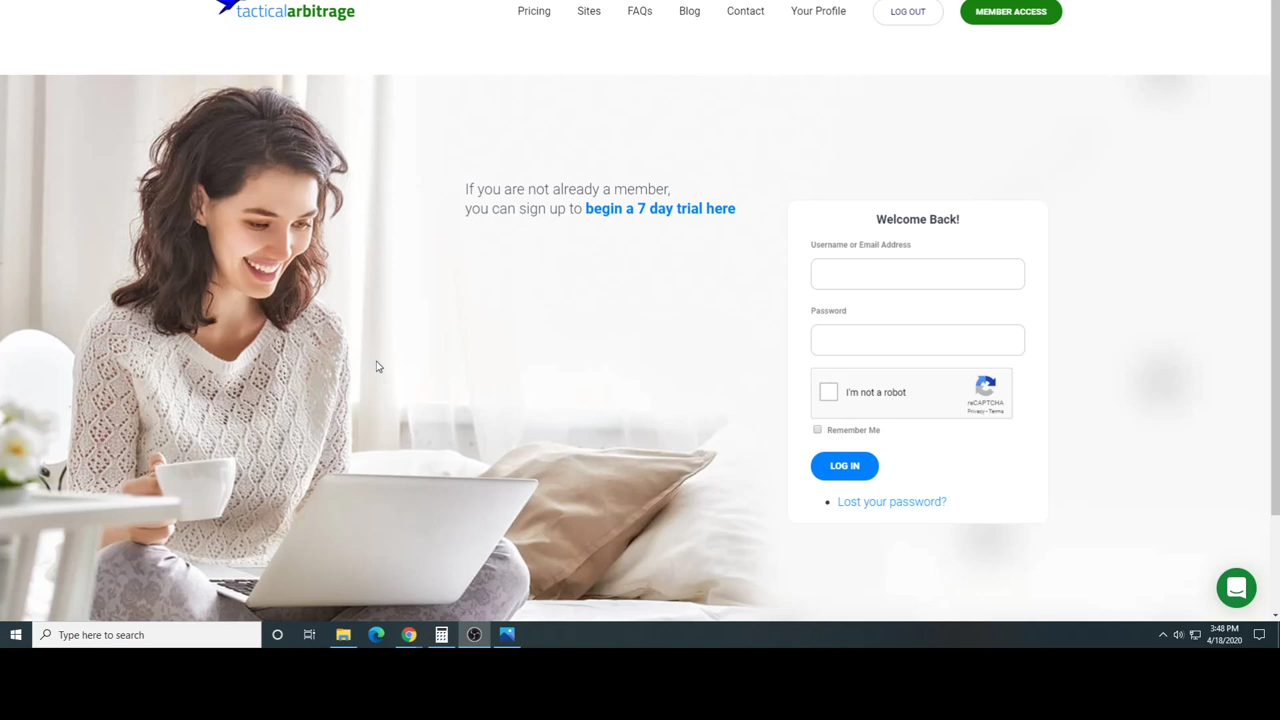 tacticalarbitrage
Pricing
Sites
FAQs
Blog
Contact
Your Profile
LOG OUT
MEMBER ACCESS
If you are not already a member,
you can sign up to begin a 7 day trial here
Welcome Back!
Username or Email Address
Password
I'm not a robot
reCAPTCHA
Privacy - Terms
Remember Me
LOG IN
Lost your password?
Type here to search
3:48 PM
4/18/2020